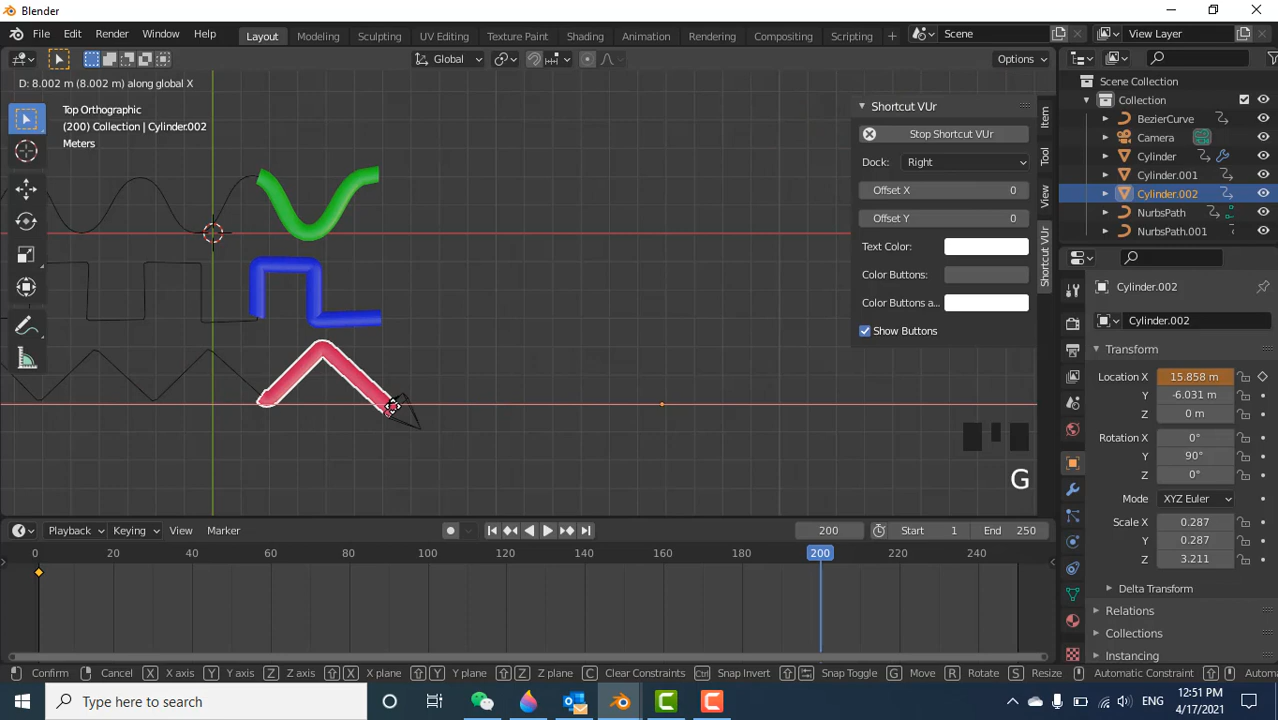 Blender
File Edit Render Window Help Layout Modeling Sculpting UV Editing Texture Paint Shading Animation Rendering Compositing Scripting + Scene View Layer
Global Options
D: 8.002 m (8.002 m) along global X
Top Orthographic
(200) Collection | Cylinder.002
Meters
Shortcut VUr
Stop Shortcut VUr
Dock: Right
Offset X 0
Offset Y 0
Text Color:
Color Buttons:
Color Buttons a...
Show Buttons
Item
Tool
View
Shortcut VUr
G
Scene Collection
Collection
BezierCurve
Camera
Cylinder
Cylinder.001
Cylinder.002
NurbsPath
NurbsPath.001
Cylinder.002
Cylinder.002
Transform
Location X 15.858 m
Y -6.031 m
Z 0 m
Rotation X 0°
Y 90°
Z 0°
Mode XYZ Euler
Scale X 0.287
Y 0.287
Z 3.211
Delta Transform
Relations
Collections
Instancing
Playback Keying View Marker 200 Start 1 End 250
0 20 40 60 80 100 120 140 160 180 200 220 240
Confirm Cancel X X axis Y Y axis Z Z axis X X plane Y Y plane Z Z plane C Clear Constraints Ctrl Snap Invert Snap Toggle G Move R Rotate S Resize Automatic Constraint Automa
Type here to search
ENG
12:51 PM
4/17/2021